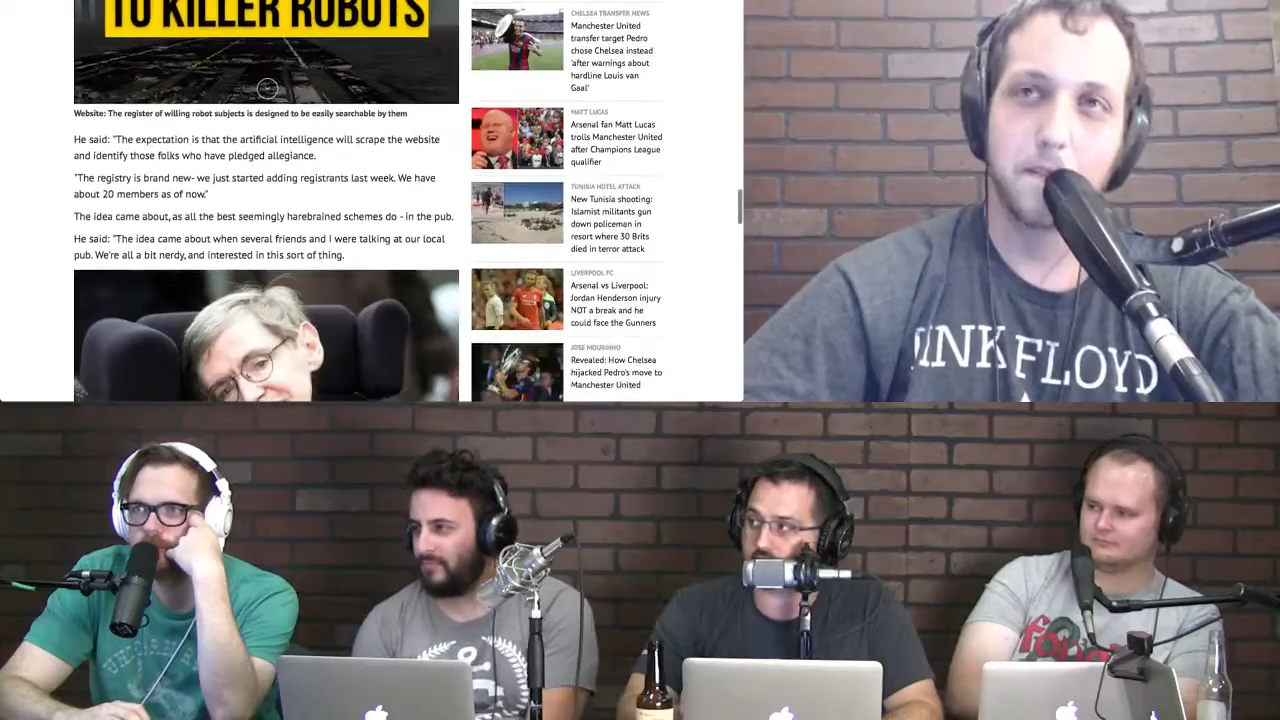 TO KILLER ROBOTS
Website: The register of willing robot subjects is designed to be easily searchable by them
He said: "The expectation is that the artificial intelligence will scrape the website
and identify those folks who have pledged allegiance.
"The registry is brand new- we just started adding registrants last week. We have
about 20 members as of now."
The idea came about, as all the best seemingly harebrained schemes do - in the pub.
He said: "The idea came about when several friends and I were talking at our local
pub. We're all a bit nerdy, and interested in this sort of thing.
CHELSEA TRANSFER NEWS
Manchester United
transfer target Pedro
chose Chelsea instead
'after warnings about
hardline Louis van
Gaal'
MATT LUCAS
Arsenal fan Matt Lucas
trolls Manchester United
after Champions League
qualifier
TUNISIA HOTEL ATTACK
New Tunisia shooting:
Islamist militants gun
down policeman in
resort where 30 Brits
died in terror attack
LIVERPOOL FC
Arsenal vs Liverpool:
Jordan Henderson injury
NOT a break and he
could face the Gunners
JOSE MOURINHO
Revealed: How Chelsea
hijacked Pedro's move to
Manchester United
PINK FLOYD